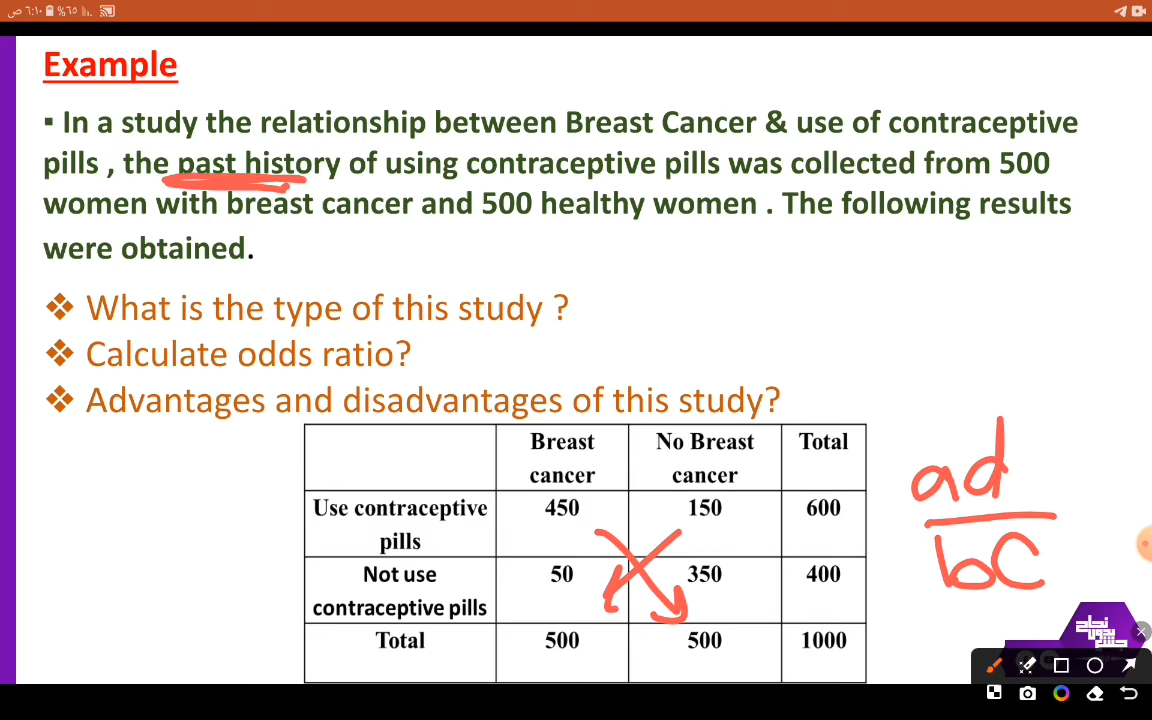 ص ٦:١٠ %٦٥
Example
▪ In a study the relationship between Breast Cancer & use of contraceptive
pills , the past history of using contraceptive pills was collected from 500
women with breast cancer and 500 healthy women . The following results
were obtained.
❖ What is the type of this study ?
❖ Calculate odds ratio?
❖ Advantages and disadvantages of this study?
Breast cancer No Breast cancer Total
Use contraceptive pills 450 150 600
Not use contraceptive pills 50 350 400
Total 500 500 1000
ad
bC